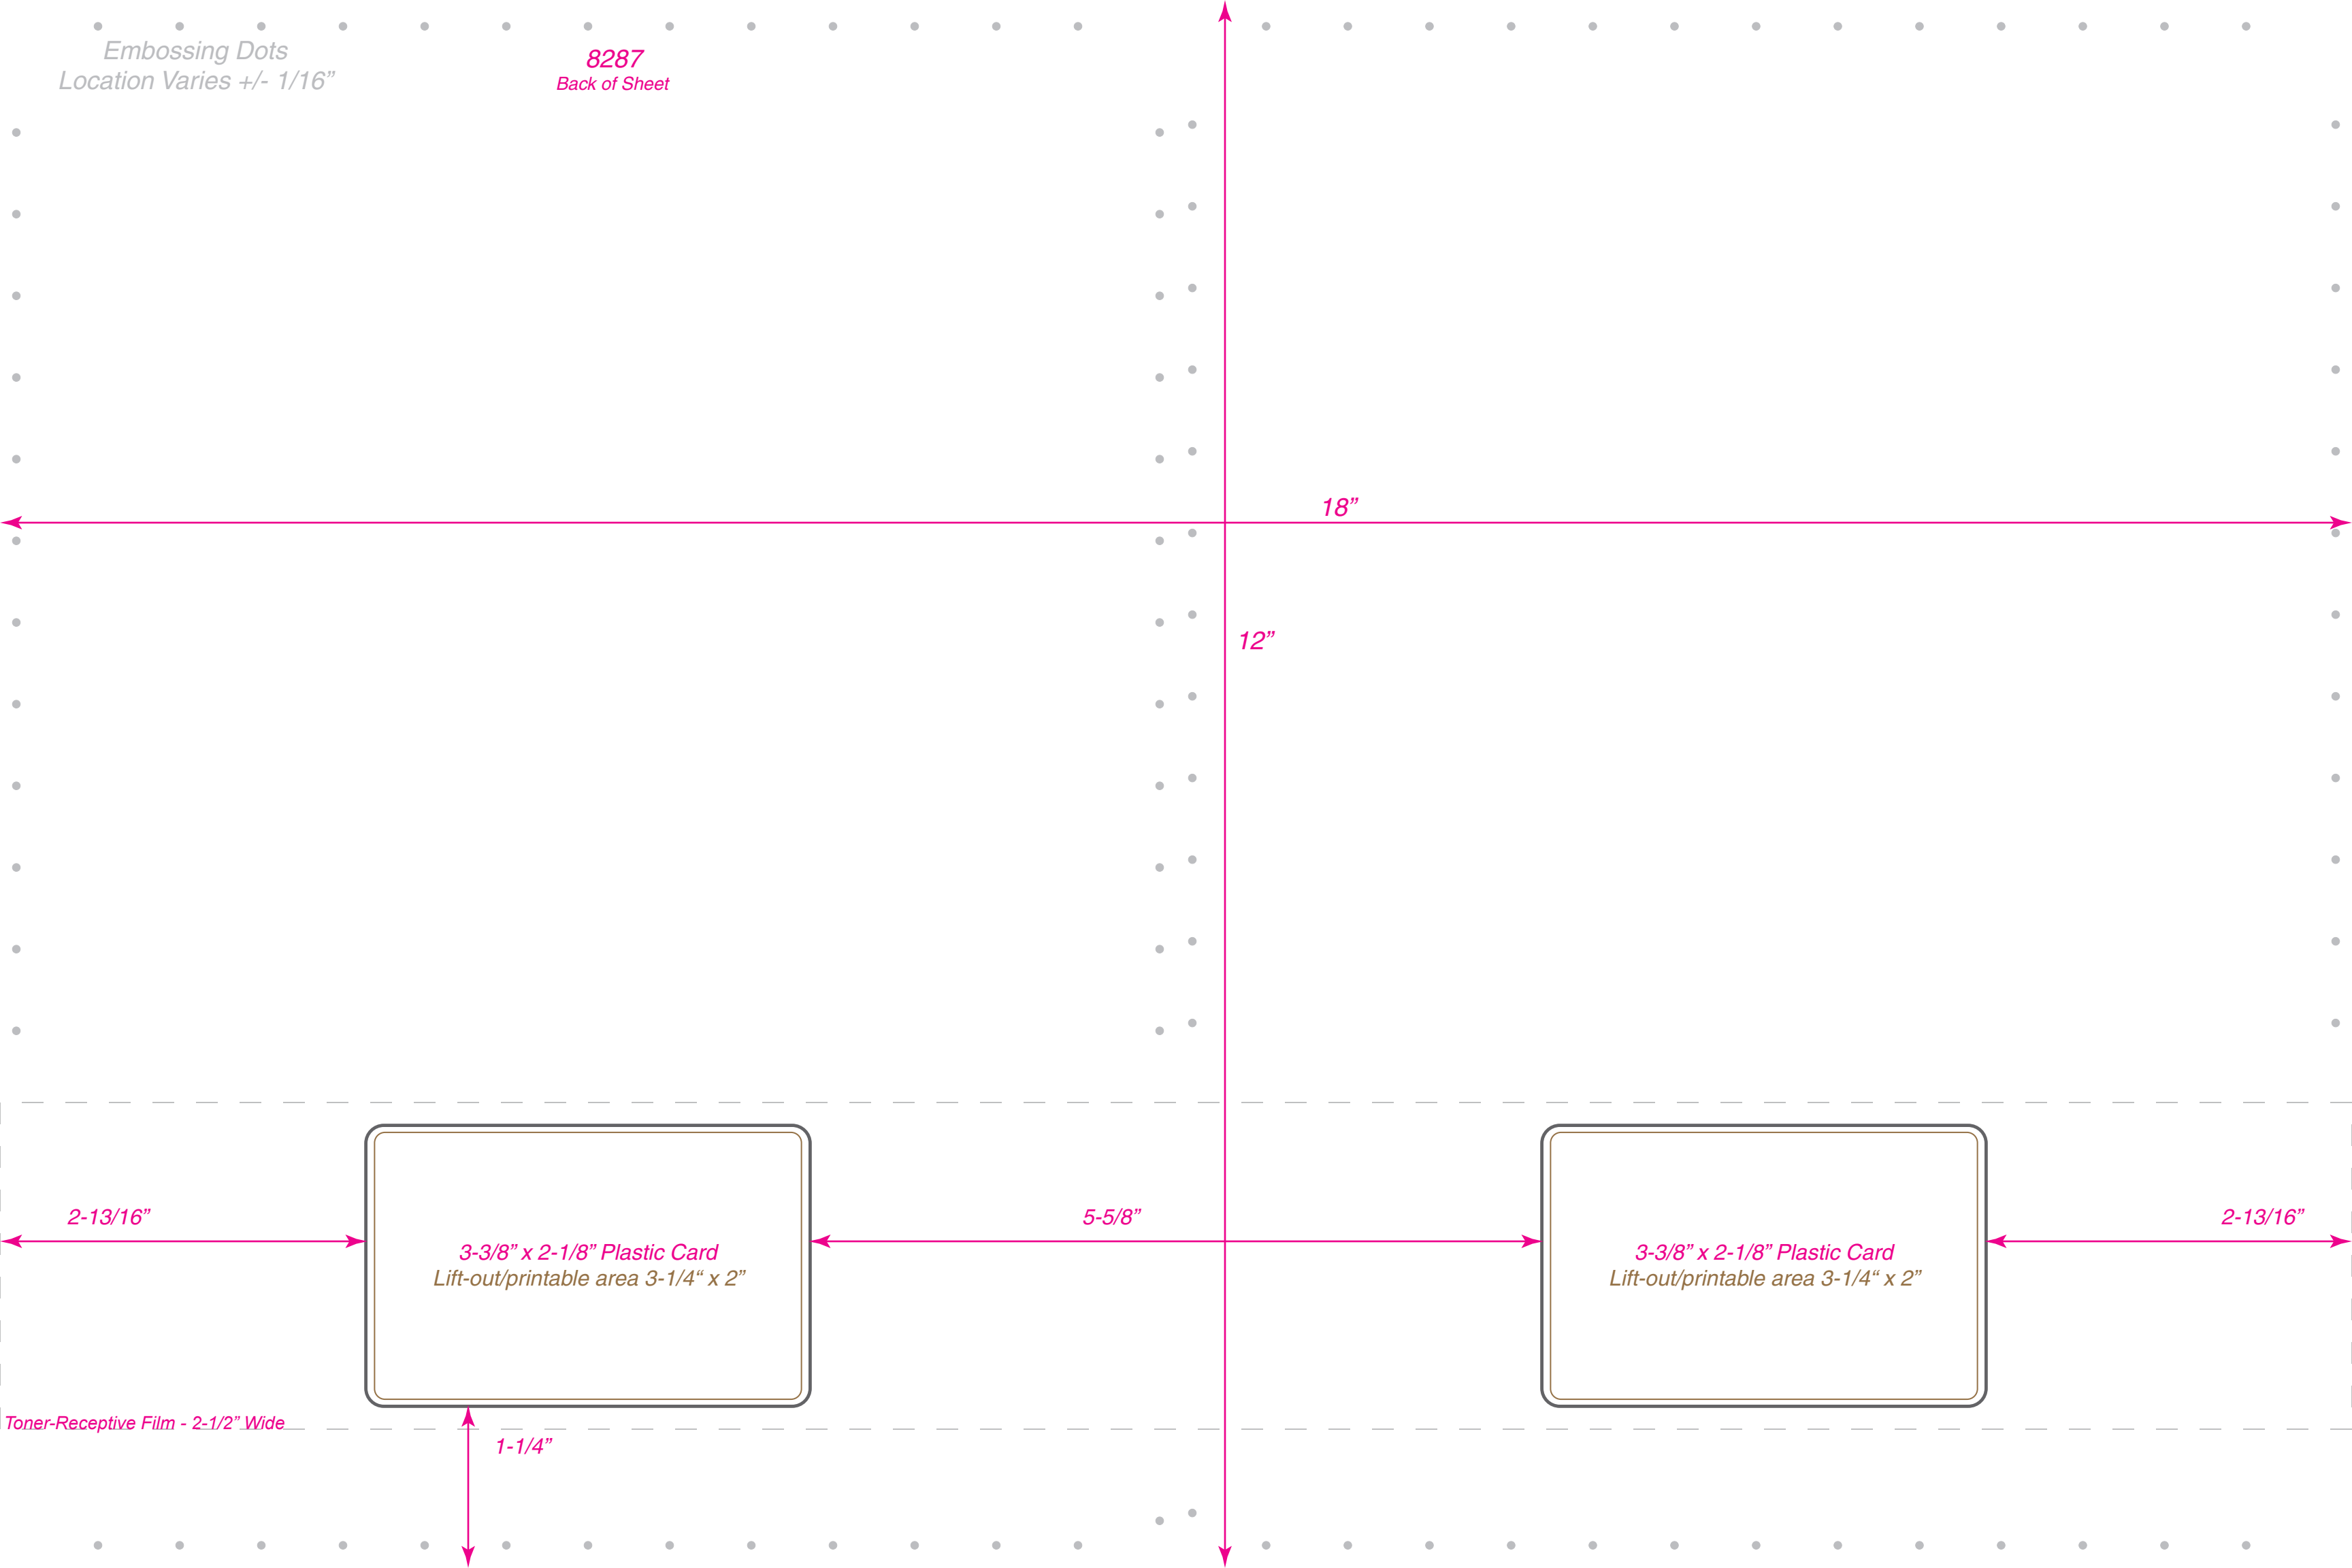 Embossing Dots
Location Varies +/- 1/16”
8287
Back of Sheet
18”
12”
2-13/16”
5-5/8”
2-13/16”
3-3/8” x 2-1/8” Plastic Card
Lift-out/printable area 3-1/4“ x 2”
3-3/8” x 2-1/8” Plastic Card
Lift-out/printable area 3-1/4“ x 2”
Toner-Receptive Film - 2-1/2” Wide
1-1/4”